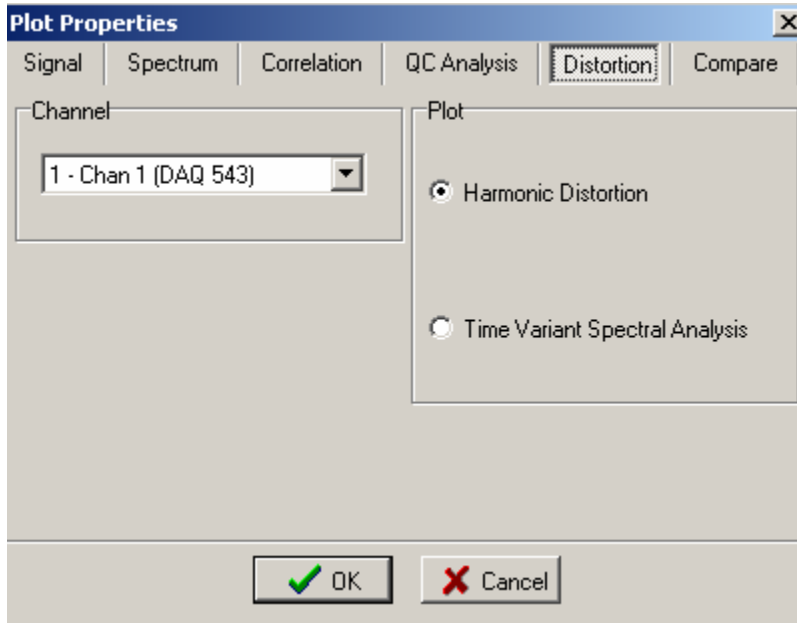 Plot Properties
Signal Spectrum Correlation QC Analysis Distortion Compare
Channel
1 - Chan 1 (DAQ 543)
Plot
Harmonic Distortion
Time Variant Spectral Analysis
OK Cancel